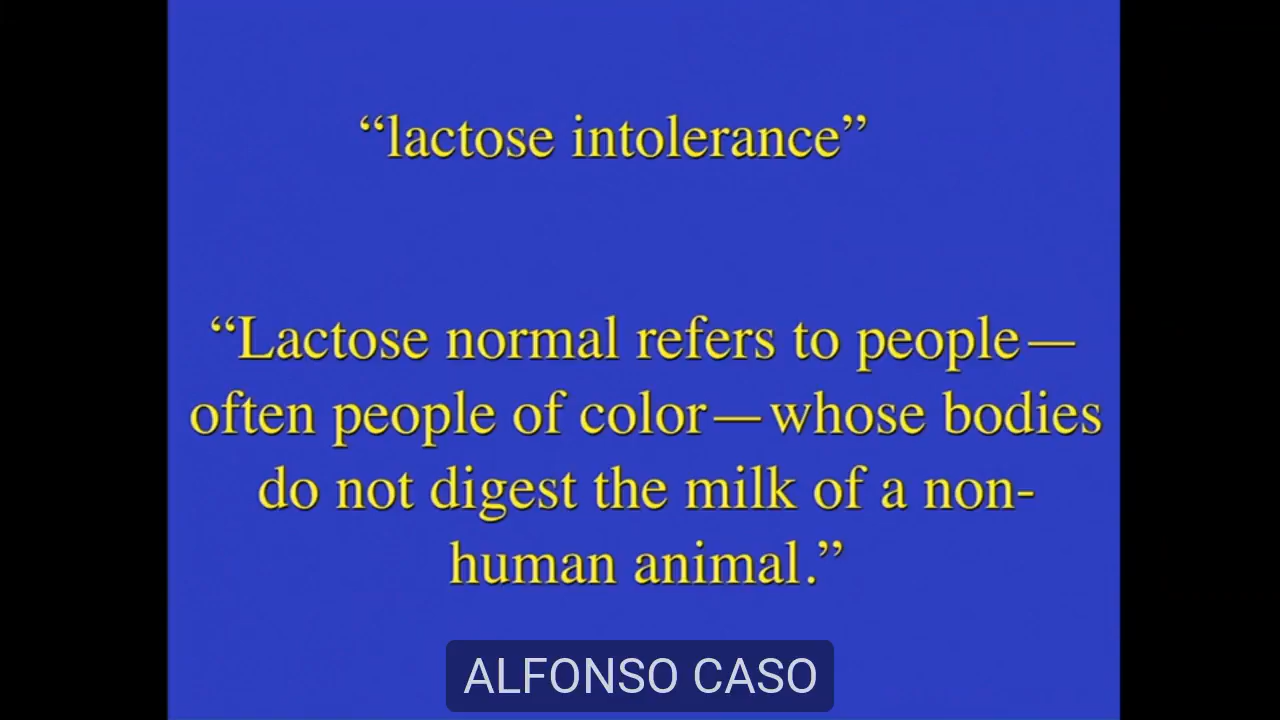 “lactose intolerance”
“Lactose normal refers to people—
often people of color—whose bodies
do not digest the milk of a non-
human animal.”
ALFONSO CASO